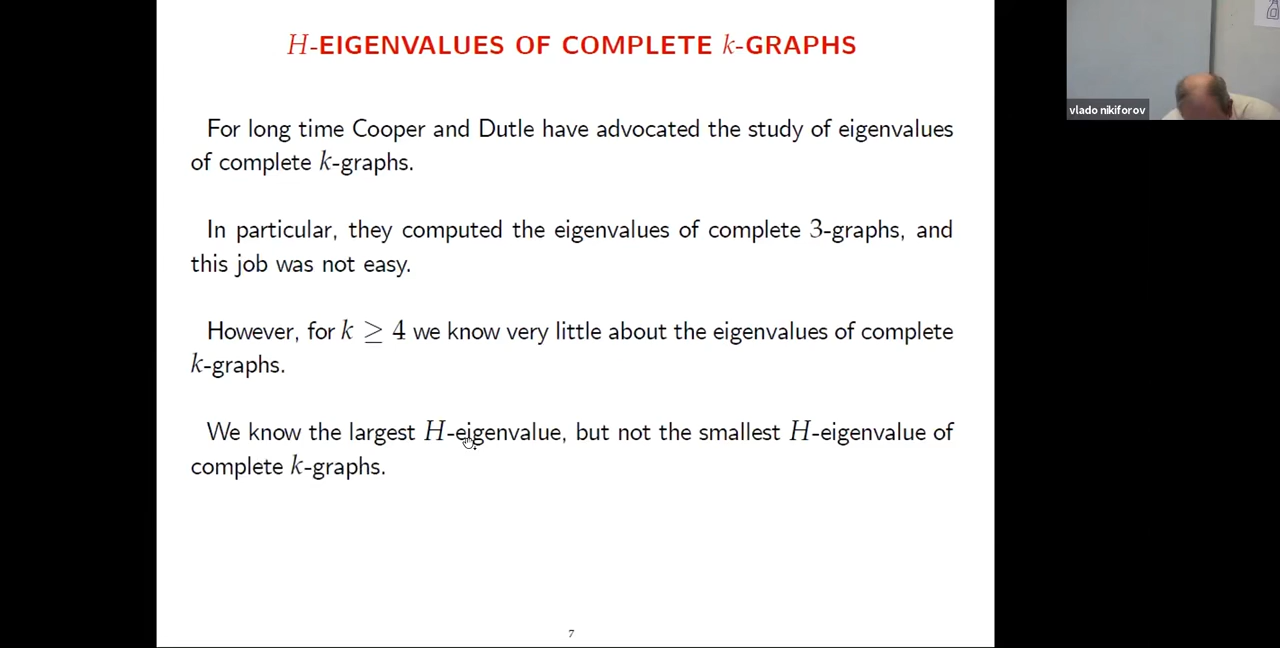 H-EIGENVALUES OF COMPLETE k-GRAPHS
vlado nikiforov
For long time Cooper and Dutle have advocated the study of eigenvalues
of complete k-graphs.
In particular, they computed the eigenvalues of complete 3-graphs, and
this job was not easy.
However, for k ≥ 4 we know very little about the eigenvalues of complete
k-graphs.
We know the largest H-eigenvalue, but not the smallest H-eigenvalue of
complete k-graphs.
7